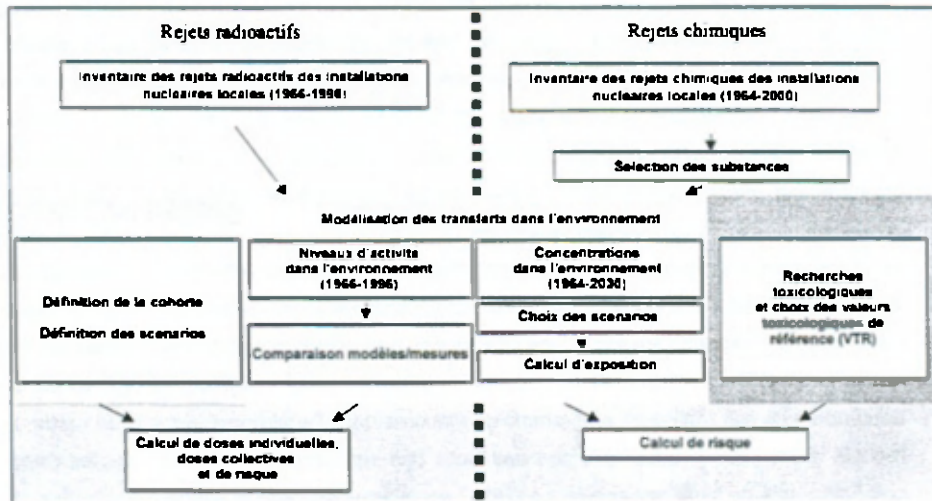 Rejets radioactifs
Rejets chimiques
Inventaire des rejets radioactifs des installations
nucléaires locales (1966-1996)
Inventaire des rejets chimiques des installations
nucléaires locales (1964-2000)
Sélection des substances
Modélisation des transferts dans l'environnement
Définition de la cohorte
Définition des scenarios
Niveaux d'activité
dans l'environnement
(1966-1996)
Comparaison modèles/mesures
Concentrations
dans l'environnement
(1964-2030)
Choix des scenarios
Calcul d'exposition
Recherches
toxicologiques
et choix des valeurs
toxicologiques de
référence (VTR)
Calcul de doses individuelles,
doses collectives
et de risque
Calcul de risque